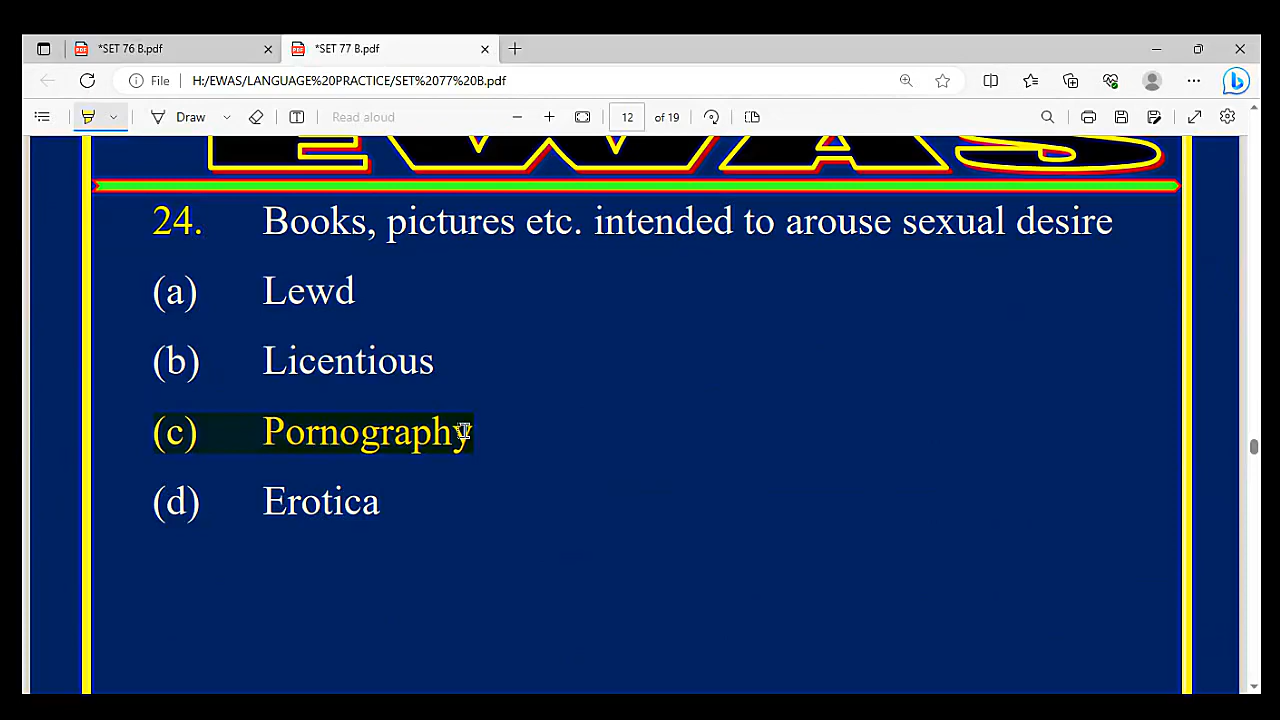 *SET 76 B.pdf
*SET 77 B.pdf
File H:/EWAS/LANGUAGE%20PRACTICE/SET%2077%20B.pdf
Draw Read aloud 12 of 19
EWAS
24. Books, pictures etc. intended to arouse sexual desire
(a) Lewd
(b) Licentious
(c) Pornography
(d) Erotica